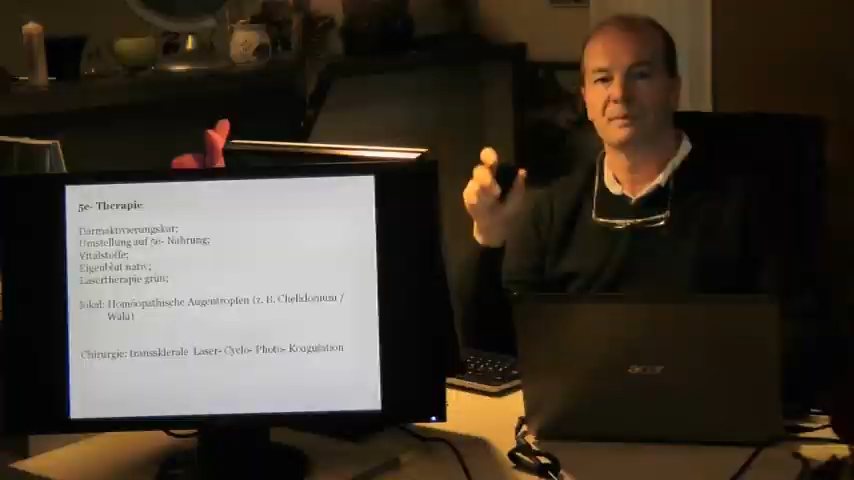 5e- Therapie
Darmaktivierungskur;
Umstellung auf 5e- Nahrung;
Vitalstoffe;
Eigenblut nativ;
Lasertherapie grün;
lokal: Homöopathische Augentropfen (z. B. Chelidonium /
Wala)
Chirurgie: transsklerale Laser- Cyclo- Photo- Koagulation
acer